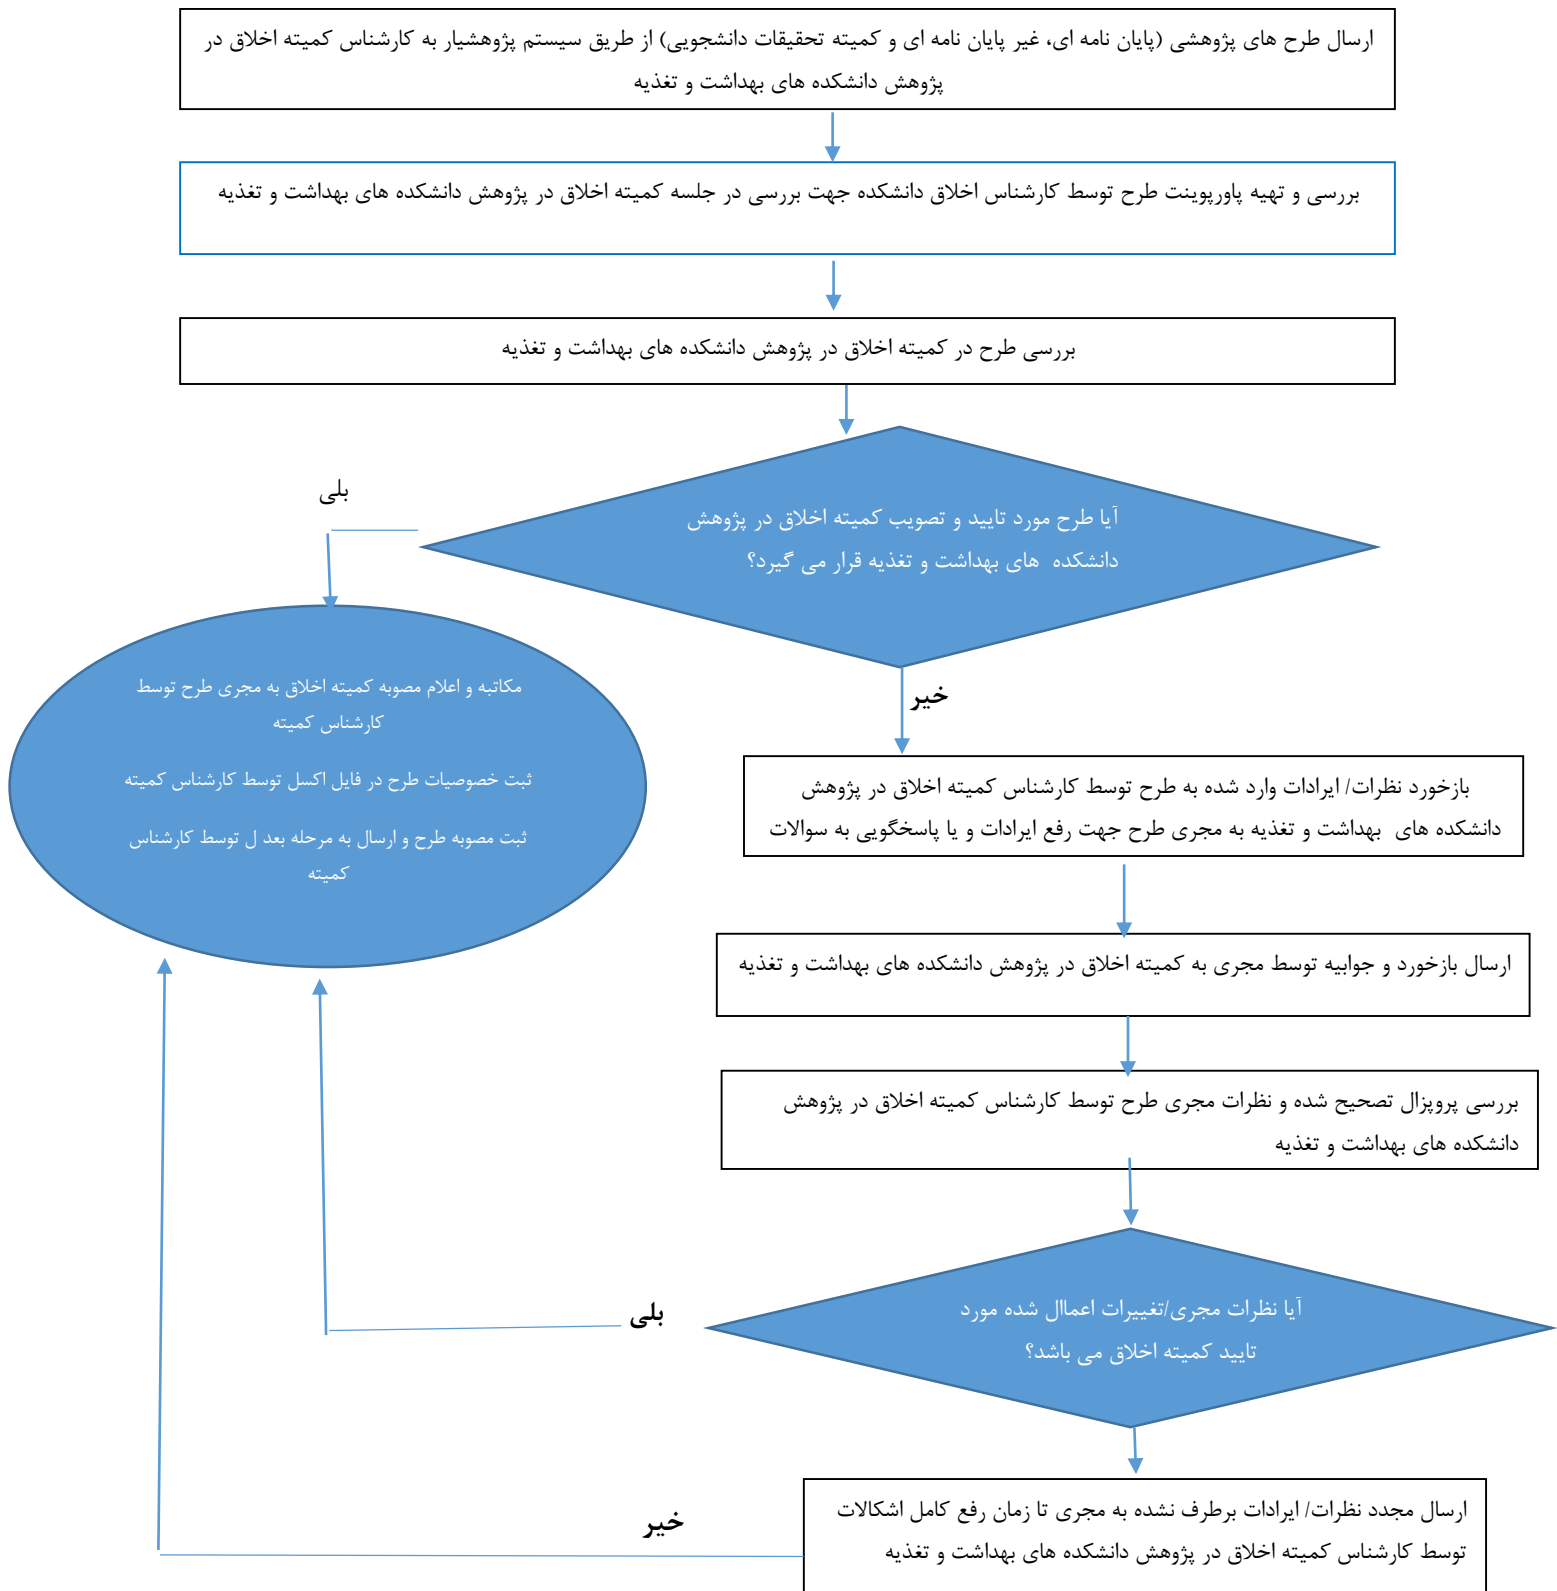 ارسال طرح های پژوهشی (پایان نامه ای، غیر پایان نامه ای و کمیته تحقیقات دانشجویی) از طریق سیستم پژوهشیار به کارشناس کمیته اخلاق در
پژوهش دانشکده های بهداشت و تغذیه
بررسی و تهیه پاورپوینت طرح توسط کارشناس اخلاق دانشکده جهت بررسی در جلسه کمیته اخلاق در پژوهش دانشکده های بهداشت و تغذیه
بررسی طرح در کمیته اخلاق در پژوهش دانشکده های بهداشت و تغذیه
بلی
آیا طرح مورد تایید و تصویب کمیته اخلاق در پژوهش
دانشکده های بهداشت و تغذیه قرار می گیرد؟
مکاتبه و اعلام مصوبه کمیته اخلاق به مجری طرح توسط
کارشناس کمیته
ثبت خصوصیات طرح در فایل اکسل توسط کارشناس کمیته
ثبت مصوبه طرح و ارسال به مرحله بعد ل توسط کارشناس
کمیته
خیر
بازخورد نظرات/ ایرادات وارد شده به طرح توسط کارشناس کمیته اخلاق در پژوهش
دانشکده های بهداشت و تغذیه به مجری طرح جهت رفع ایرادات و یا پاسخگویی به سوالات
ارسال بازخورد و جوابیه توسط مجری به کمیته اخلاق در پژوهش دانشکده های بهداشت و تغذیه
بررسی پروپزال تصحیح شده و نظرات مجری طرح توسط کارشناس کمیته اخلاق در پژوهش
دانشکده های بهداشت و تغذیه
آیا نظرات مجری/تغییرات اعماال شده مورد
تایید کمیته اخلاق می باشد؟
بلی
خیر
ارسال مجدد نظرات/ ایرادات برطرف نشده به مجری تا زمان رفع کامل اشکالات
توسط کارشناس کمیته اخلاق در پژوهش دانشکده های بهداشت و تغذیه